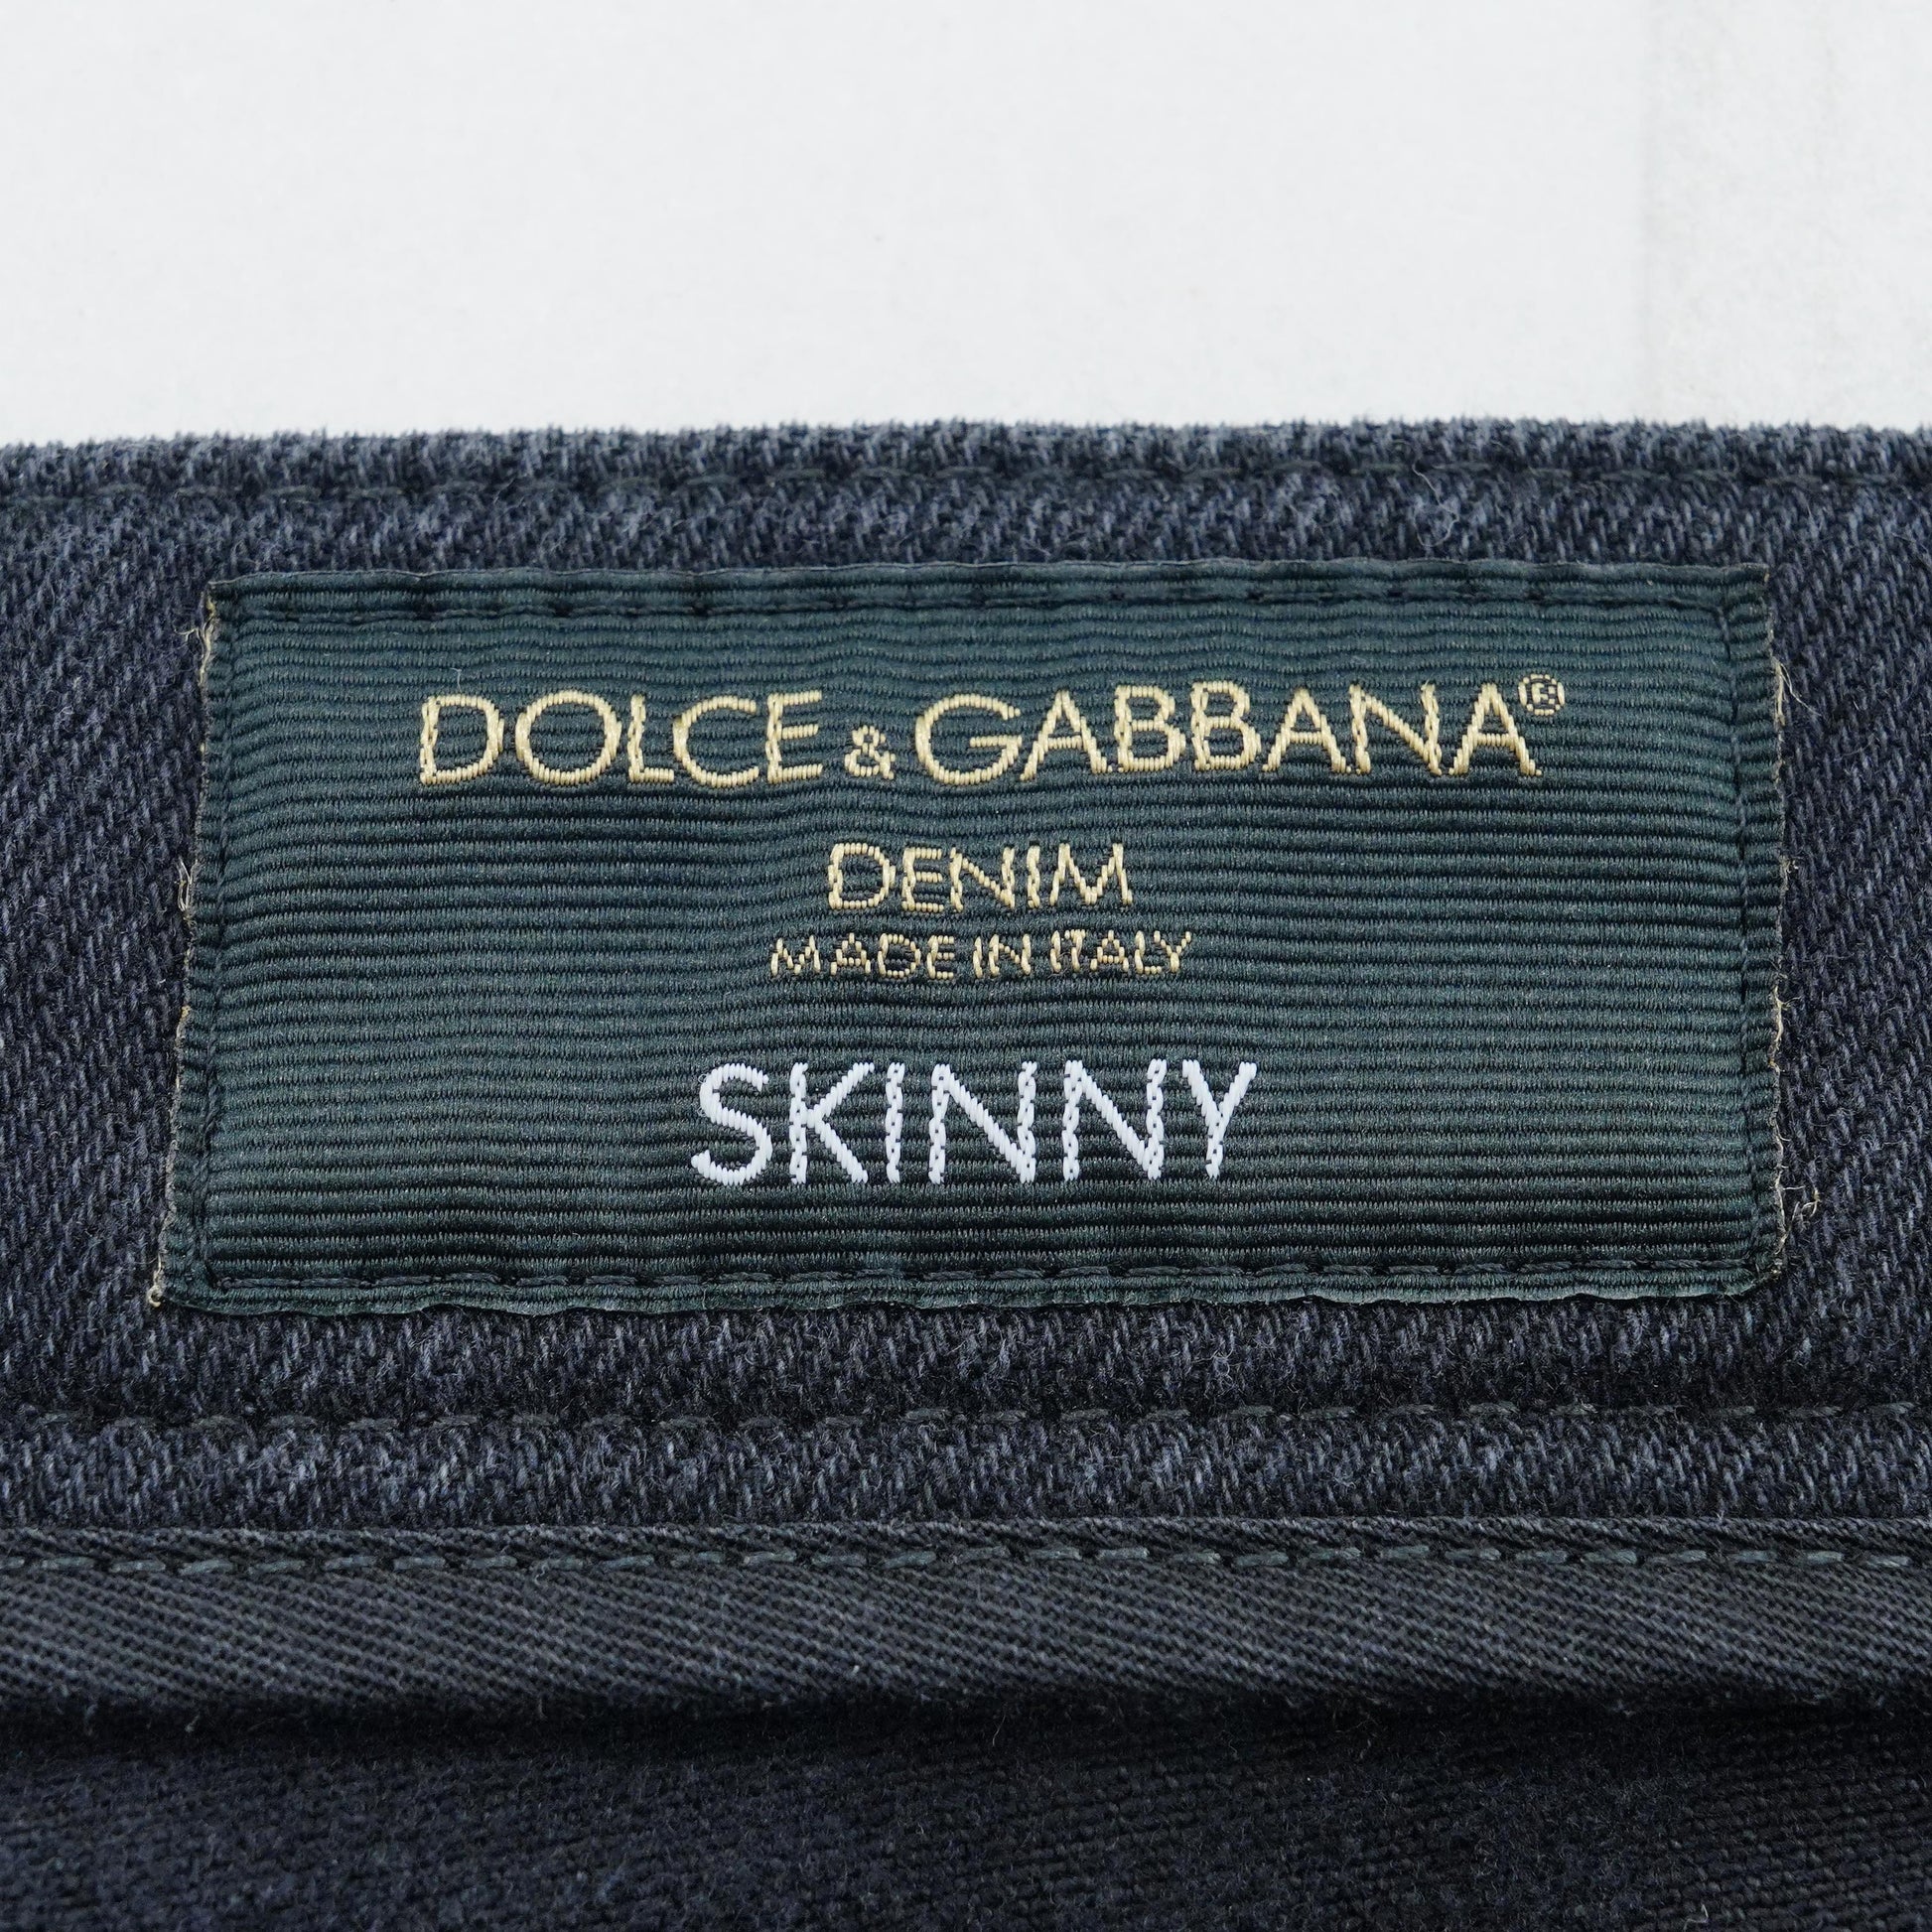 DOLCE & GABBANA®
DENIM
MADE IN ITALY
SKINNY